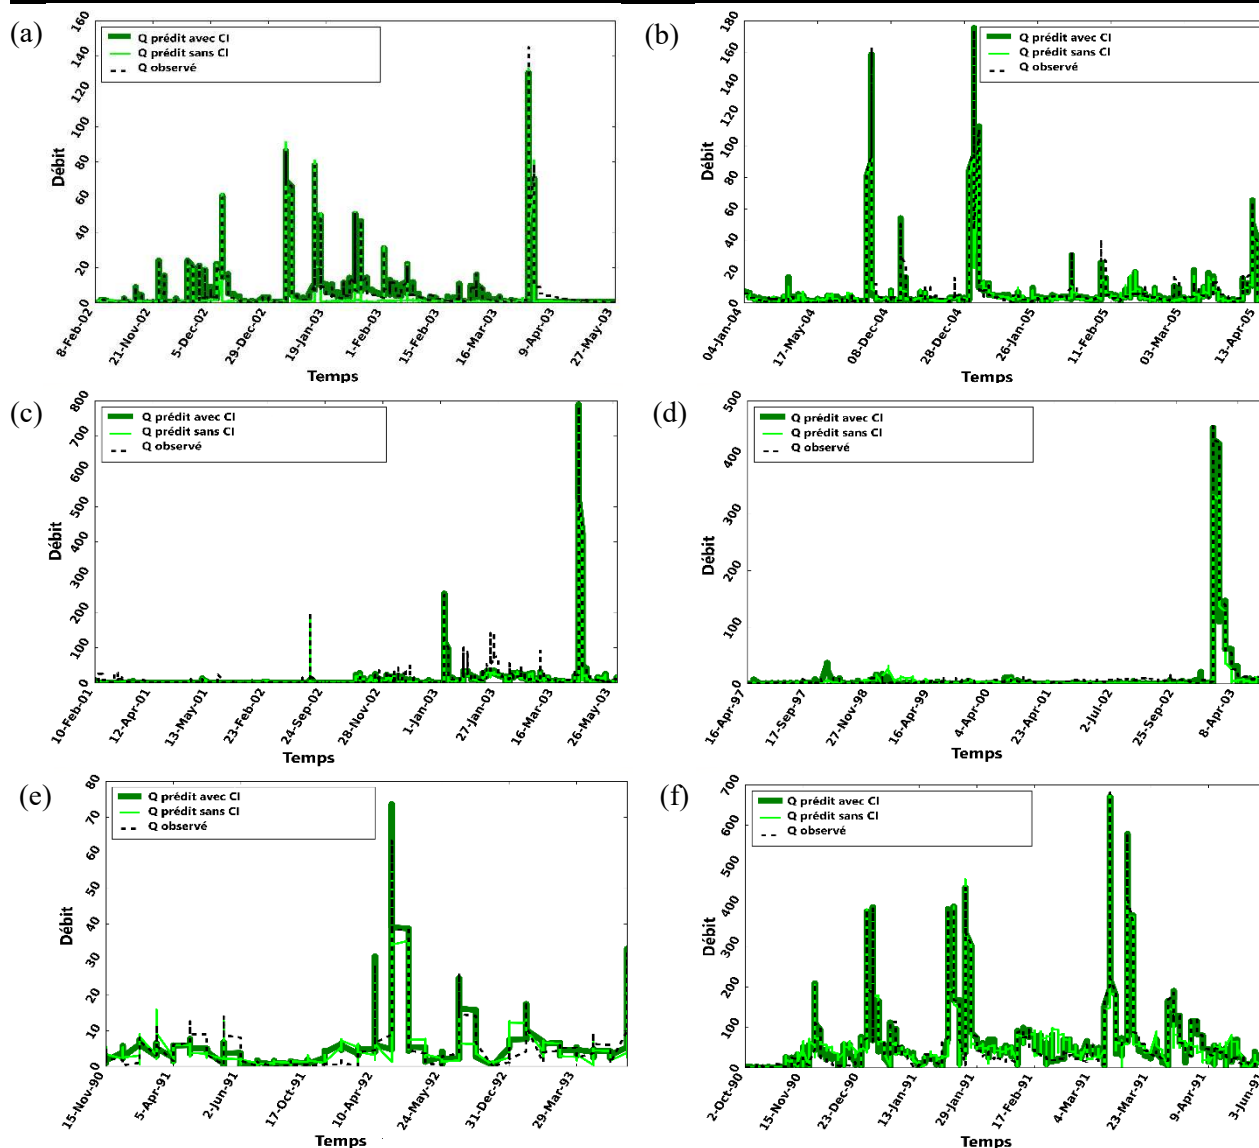 (a)
Q prédit avec CI
Q prédit sans CI
Q observé
Débit
0
20
40
60
80
100
120
140
160
8-Feb-02
21-Nov-02
5-Dec-02
29-Dec-02
19-Jan-03
1-Feb-03
15-Feb-03
16-Mar-03
9-Apr-03
27-May-03
Temps
(b)
Q prédit avec CI
Q prédit sans CI
Q observé
Débit
0
20
40
60
80
100
120
140
160
180
04-Jan-04
17-May-04
08-Dec-04
28-Dec-04
26-Jan-05
11-Feb-05
03-Mar-05
13-Apr-05
Temps
(c)
Q prédit avec CI
Q prédit sans CI
Q observé
Débit
0
100
200
300
400
500
600
700
800
10-Feb-01
12-Apr-01
13-May-01
23-Feb-02
24-Sep-02
28-Nov-02
1-Jan-03
27-Jan-03
16-Mar-03
26-May-03
Temps
(d)
Q prédit avec CI
Q prédit sans CI
Q observé
Débit
0
100
200
300
400
500
16-Apr-97
17-Sep-97
27-Nov-98
16-Apr-99
4-Apr-00
23-Apr-01
2-Jul-02
25-Sep-02
8-Apr-03
Temps
(e)
Q prédit avec CI
Q prédit sans CI
Q observé
Débit
0
10
20
30
40
50
60
70
80
15-Nov-90
5-Apr-91
2-Jun-91
17-Oct-91
10-Apr-92
24-May-92
31-Dec-92
29-Mar-93
Temps
(f)
Q prédit avec CI
Q prédit sans CI
Q observé
Débit
0
100
200
300
400
500
600
700
2-Oct-90
15-Nov-90
23-Dec-90
13-Jan-91
29-Jan-91
17-Feb-91
4-Mar-91
23-Mar-91
9-Apr-91
3-Jun-91
Temps